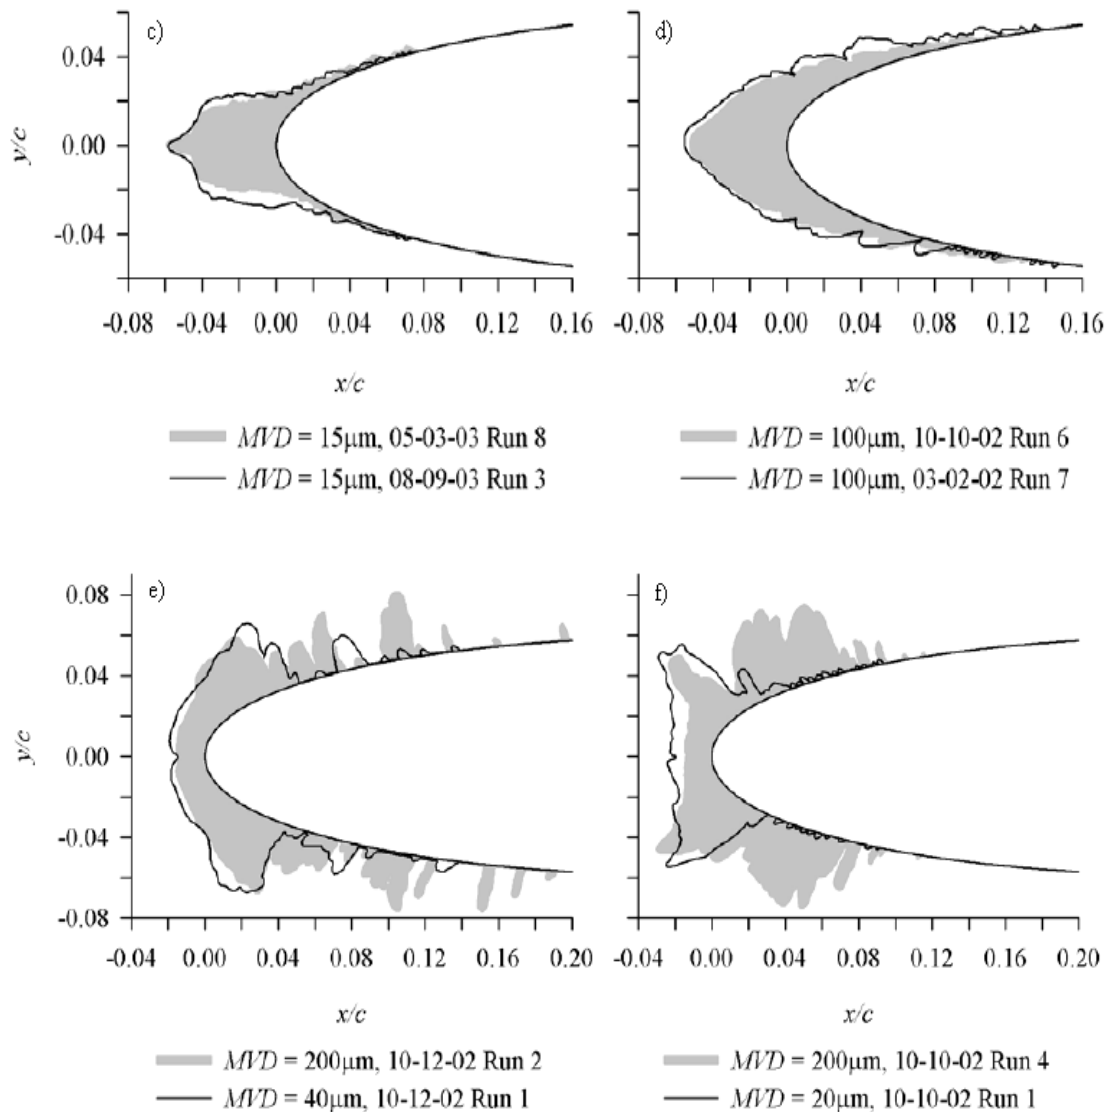 c)
d)
0.04
0.00
-0.04
y/c
-0.08 -0.04 0.00 0.04 0.08 0.12 0.16
-0.08 -0.04 0.00 0.04 0.08 0.12 0.16
x/c
x/c
MVD = 15μm, 05-03-03 Run 8
MVD = 15μm, 08-09-03 Run 3
MVD = 100μm, 10-10-02 Run 6
MVD = 100μm, 03-02-02 Run 7
e)
f)
0.08
0.04
0.00
-0.04
-0.08
y/c
-0.04 0.00 0.04 0.08 0.12 0.16 0.20
-0.04 0.00 0.04 0.08 0.12 0.16 0.20
x/c
x/c
MVD = 200μm, 10-12-02 Run 2
MVD = 40μm, 10-12-02 Run 1
MVD = 200μm, 10-10-02 Run 4
MVD = 20μm, 10-10-02 Run 1